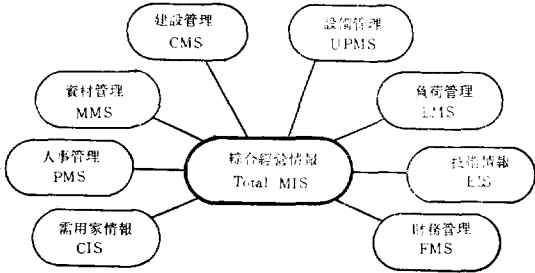 建設管理
CMS
設備管理
UPMS
資材管理
MMS
負荷管理
LMS
綜合經營情報
Total MIS
人事管理
PMS
技術情報
EIS
需用家情報
CIS
財務管理
FMS